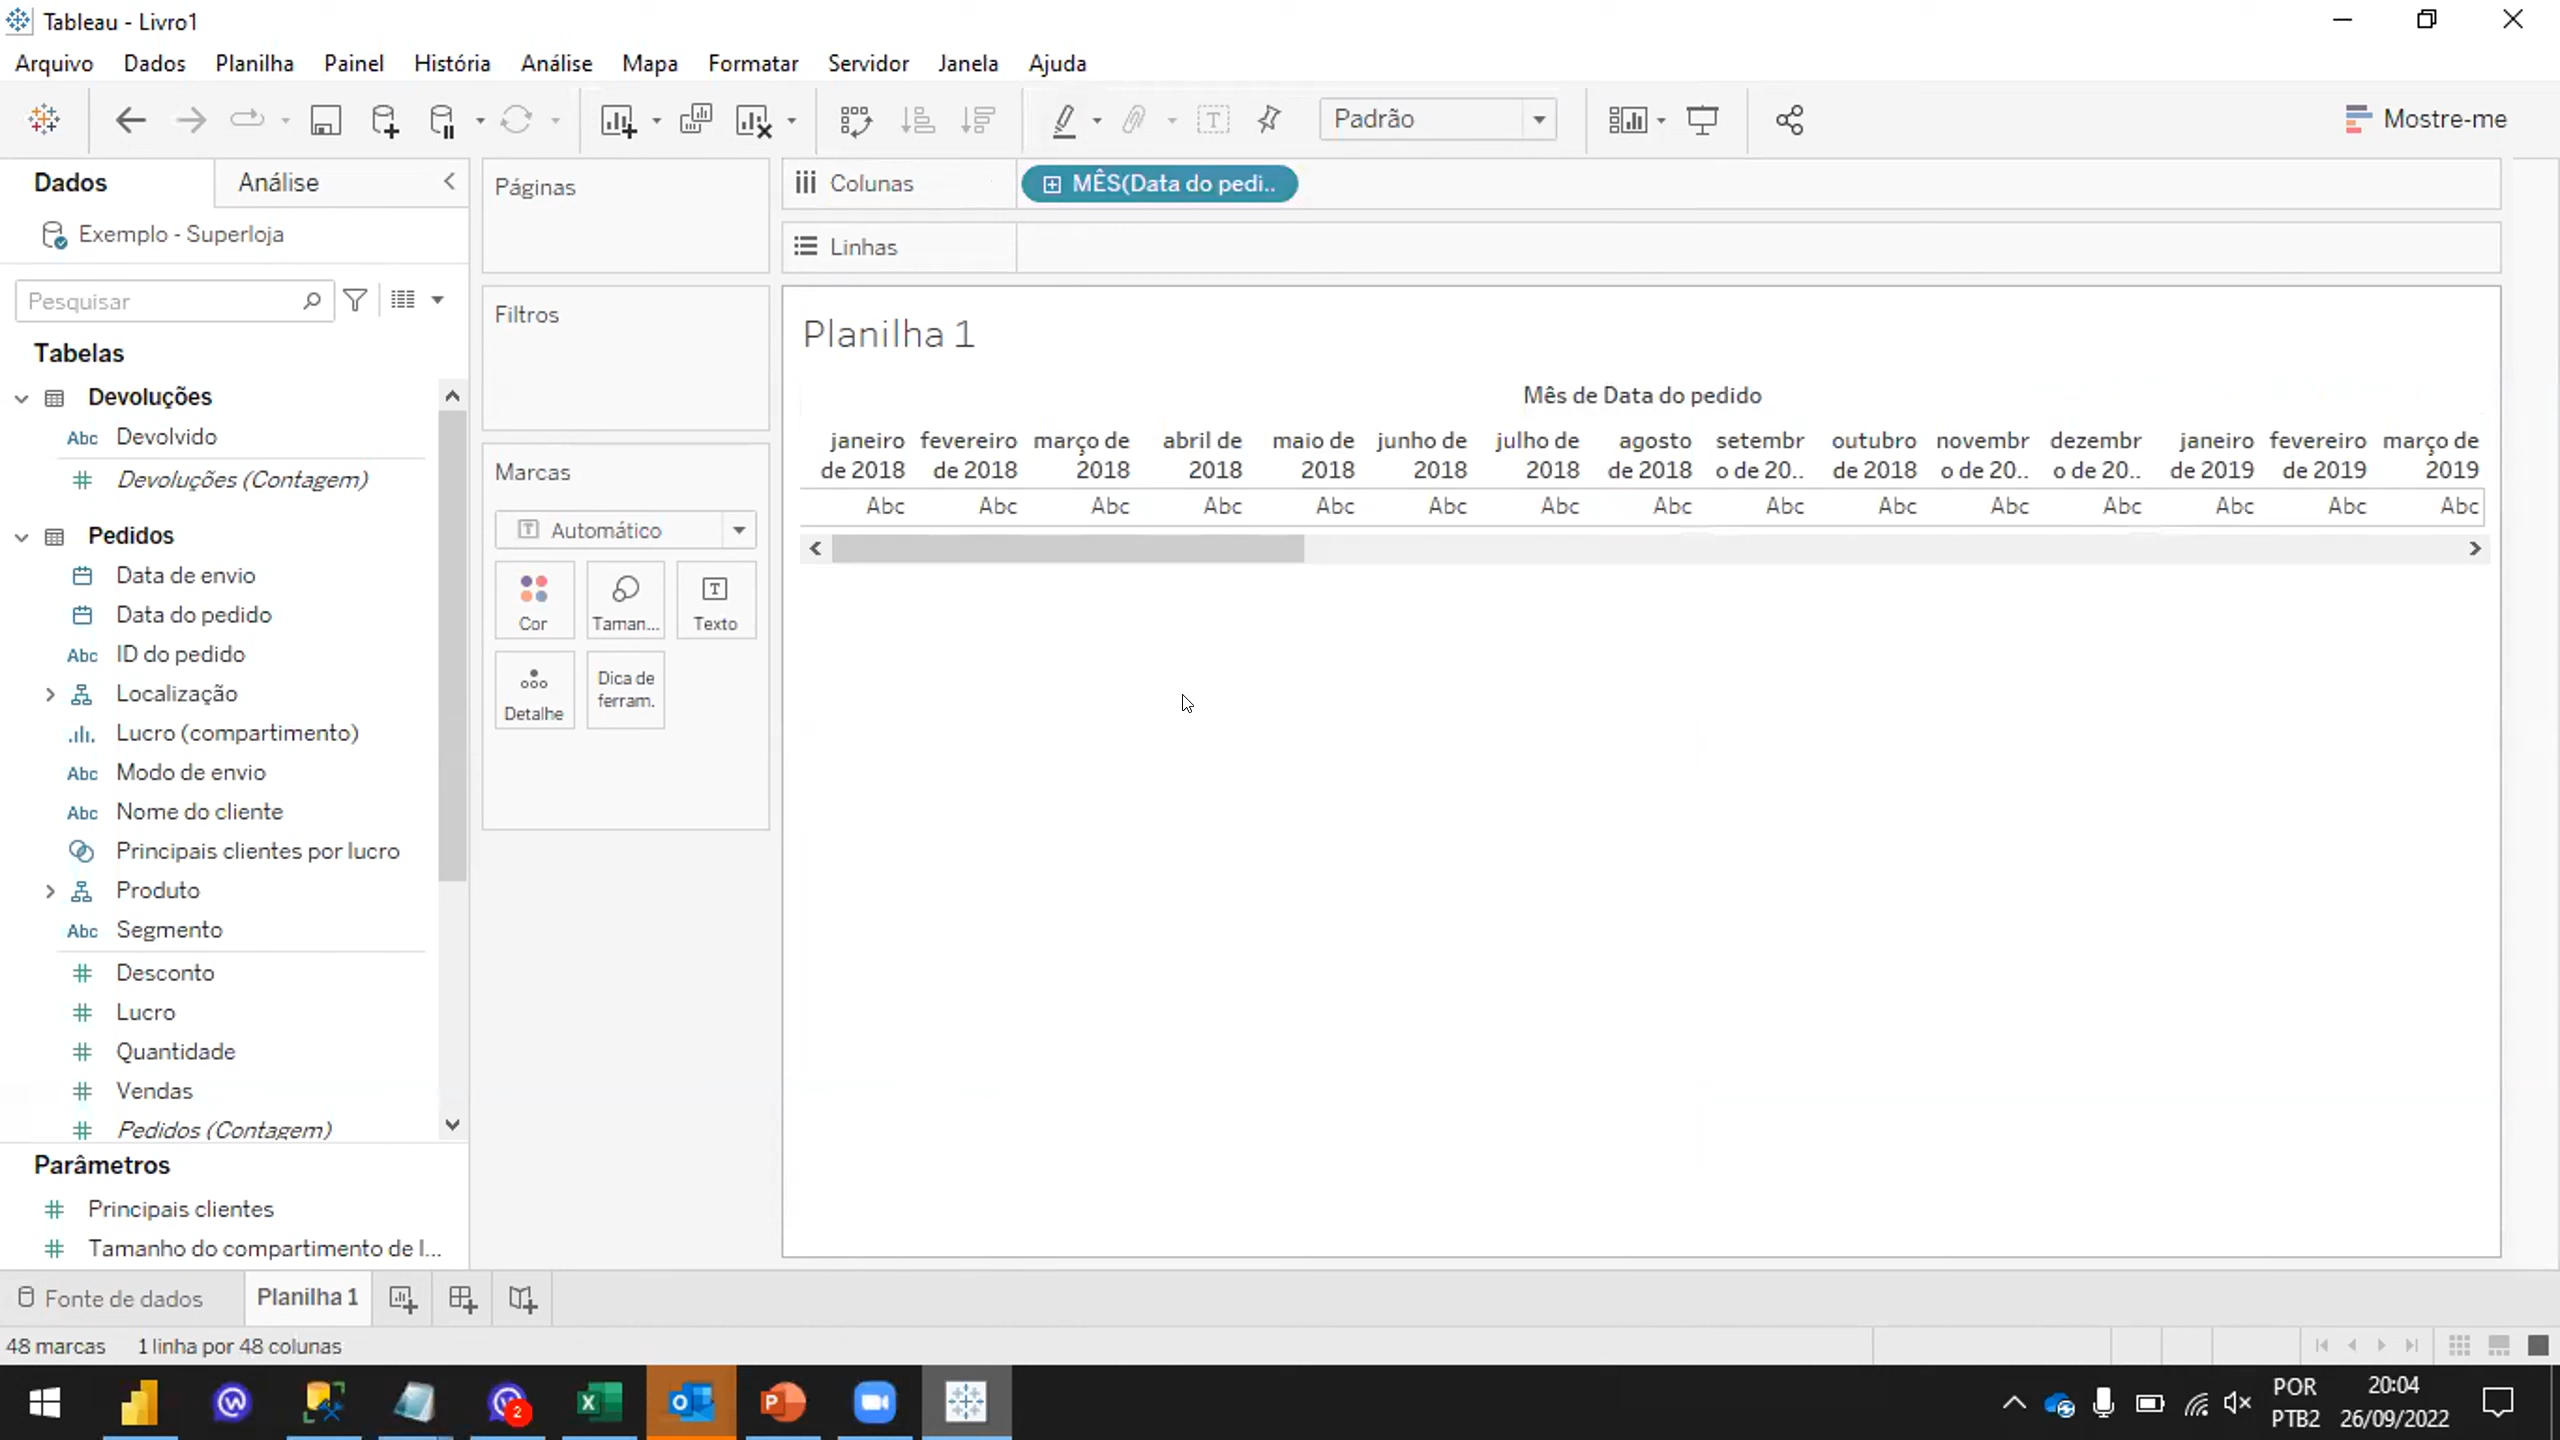 Tableau - Livro1
Arquivo Dados Planilha Painel História Análise Mapa Formatar Servidor Janela Ajuda
Padrão
Mostre-me
Dados Análise
Exemplo - Superloja
Pesquisar
Tabelas
Devoluções
Abc Devolvido
Devoluções (Contagem)
Pedidos
Data de envio
Data do pedido
Abc ID do pedido
Localização
Lucro (compartimento)
Abc Modo de envio
Abc Nome do cliente
Principais clientes por lucro
Produto
Abc Segmento
Desconto
Lucro
Quantidade
Vendas
Pedidos (Contagem)
Parâmetros
Principais clientes
Tamanho do compartimento de l...
Páginas
Filtros
Marcas
Automático
Cor Taman... Texto
Detalhe Dica de ferram.
Colunas MÊS(Data do pedi..
Linhas
Planilha 1
Mês de Data do pedido
janeiro fevereiro março de abril de maio de junho de julho de agosto setembr outubro novembr dezembr janeiro fevereiro março de
de 2018 de 2018 2018 2018 2018 2018 2018 de 2018 o de 20.. de 2018 o de 20.. o de 20.. de 2019 de 2019 2019
Abc Abc Abc Abc Abc Abc Abc Abc Abc Abc Abc Abc Abc Abc Abc
Fonte de dados Planilha 1
48 marcas 1 linha por 48 colunas
2
POR 20:04
PTB2 26/09/2022